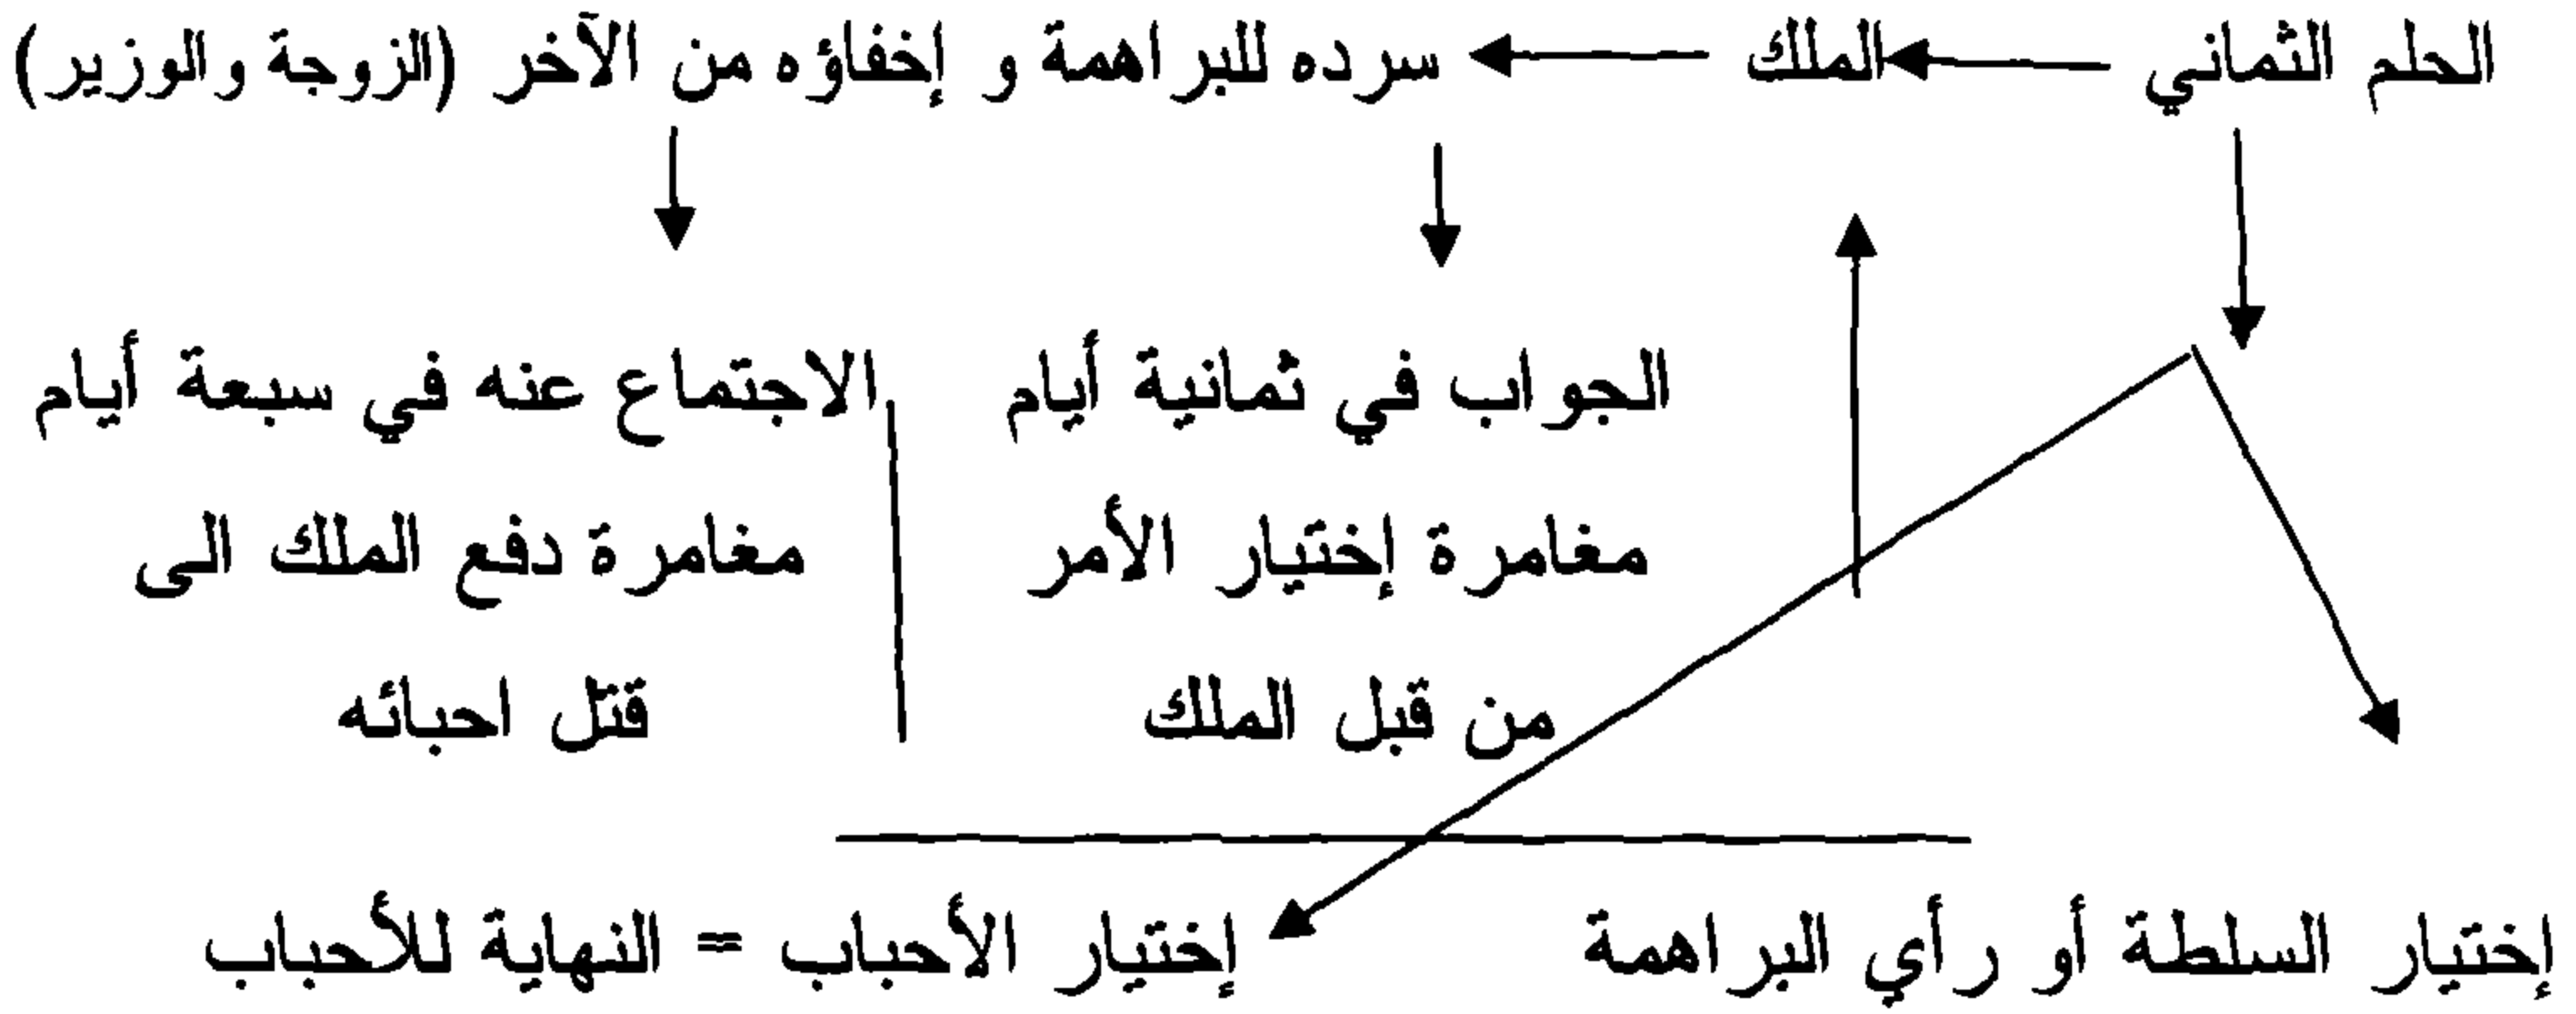 الحلم الثماني الملك سرده للبراهمة و إخفاؤه من الآخر (الزوجة والوزير)
الجواب في ثمانية أيام
مغامرة إختيار الأمر
من قبل الملك
الاجتماع عنه في سبعة أيام
مغامرة دفع الملك الى
قتل احبائه
إختيار السلطة أو رأي البراهمة
إختيار الأحباب = النهاية للأحباب